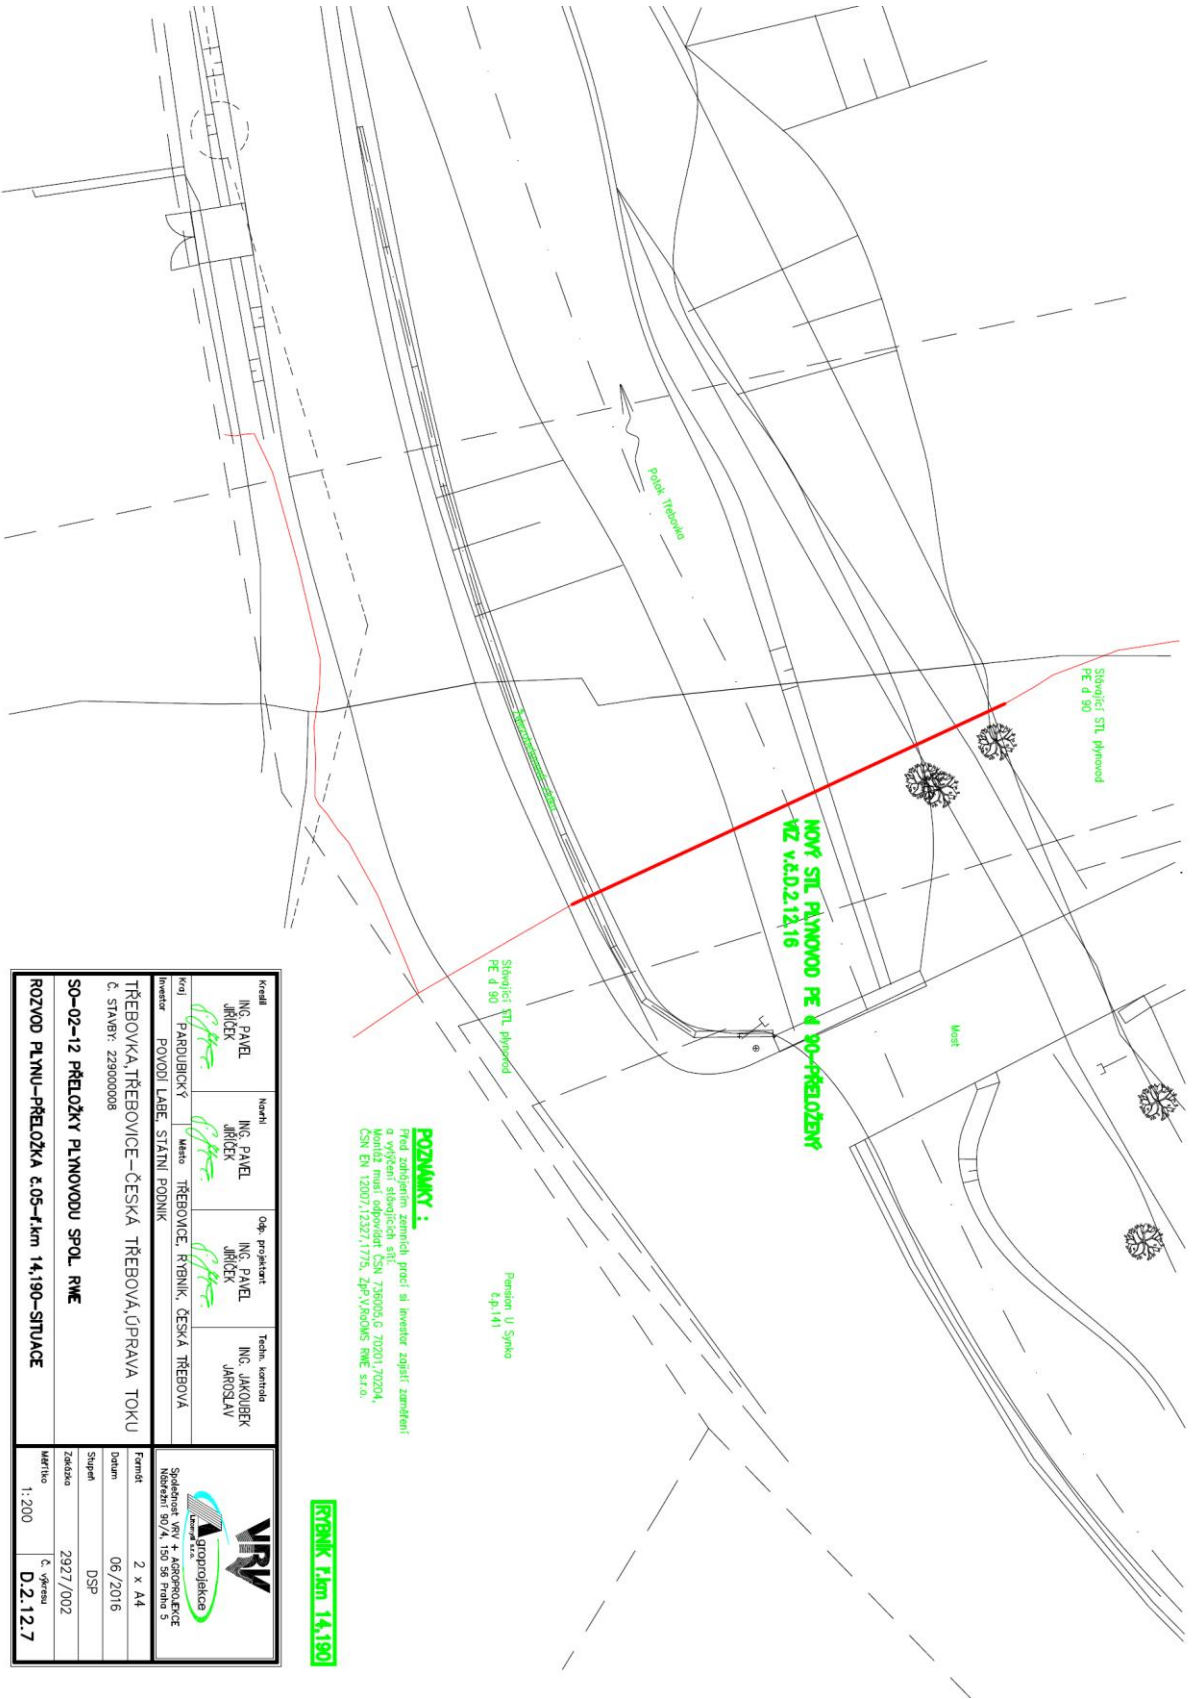 Potok Třebovka
Stávající STL plynovod
PE d 90
NOVÝ STL PLYNOVOD PE d 90-PŘELOŽENÝ
VIZ v.č.D.2.12.16
Most
Stávající STL plynovod
PE d 90
Pension U Synka
č.p.141
POZNÁMKY :
Před zahájením zemních prací si investor zajistí zaměření
a vytýčení stávajících sítí.
Montáž musí odpovídat ČSN 736005,G 70201,70204,
ČSN EN 12007,12327,1775, ZpP,V,ReOMS RWE s.r.o.
RYBNÍK ř.km 14,190
Kreslil
Navrhl
Odp. projektant
Techn. kontrola
ING. PAVEL JIŘÍČEK
ING. PAVEL JIŘÍČEK
ING. PAVEL JIŘÍČEK
ING. JAKOUBEK JAROSLAV
Kraj PARDUBICKÝ
Město TŘEBOVICE, RYBNÍK, ČESKÁ TŘEBOVÁ
Investor POVODÍ LABE, STÁTNÍ PODNIK
TŘEBOVKA,TŘEBOVICE-ČESKÁ TŘEBOVÁ,ÚPRAVA TOKU
Č. STAVBY: 229000008
SO-02-12 PŘELOŽKY PLYNOVODU SPOL. RWE
ROZVOD PLYNU-PŘELOŽKA č.05-ř.km 14,190-SITUACE
VRV
Agroprojekce
Litomyšl s.r.o.
Společnost VRV + AGROPROJEKCE
Nábřežní 90/4, 150 56 Praha 5
Formát 2 x A4
Datum 06/2016
Stupeň DSP
Zakázka 2927/002
Měřítko 1:200
Č. výkresu D.2.12.7